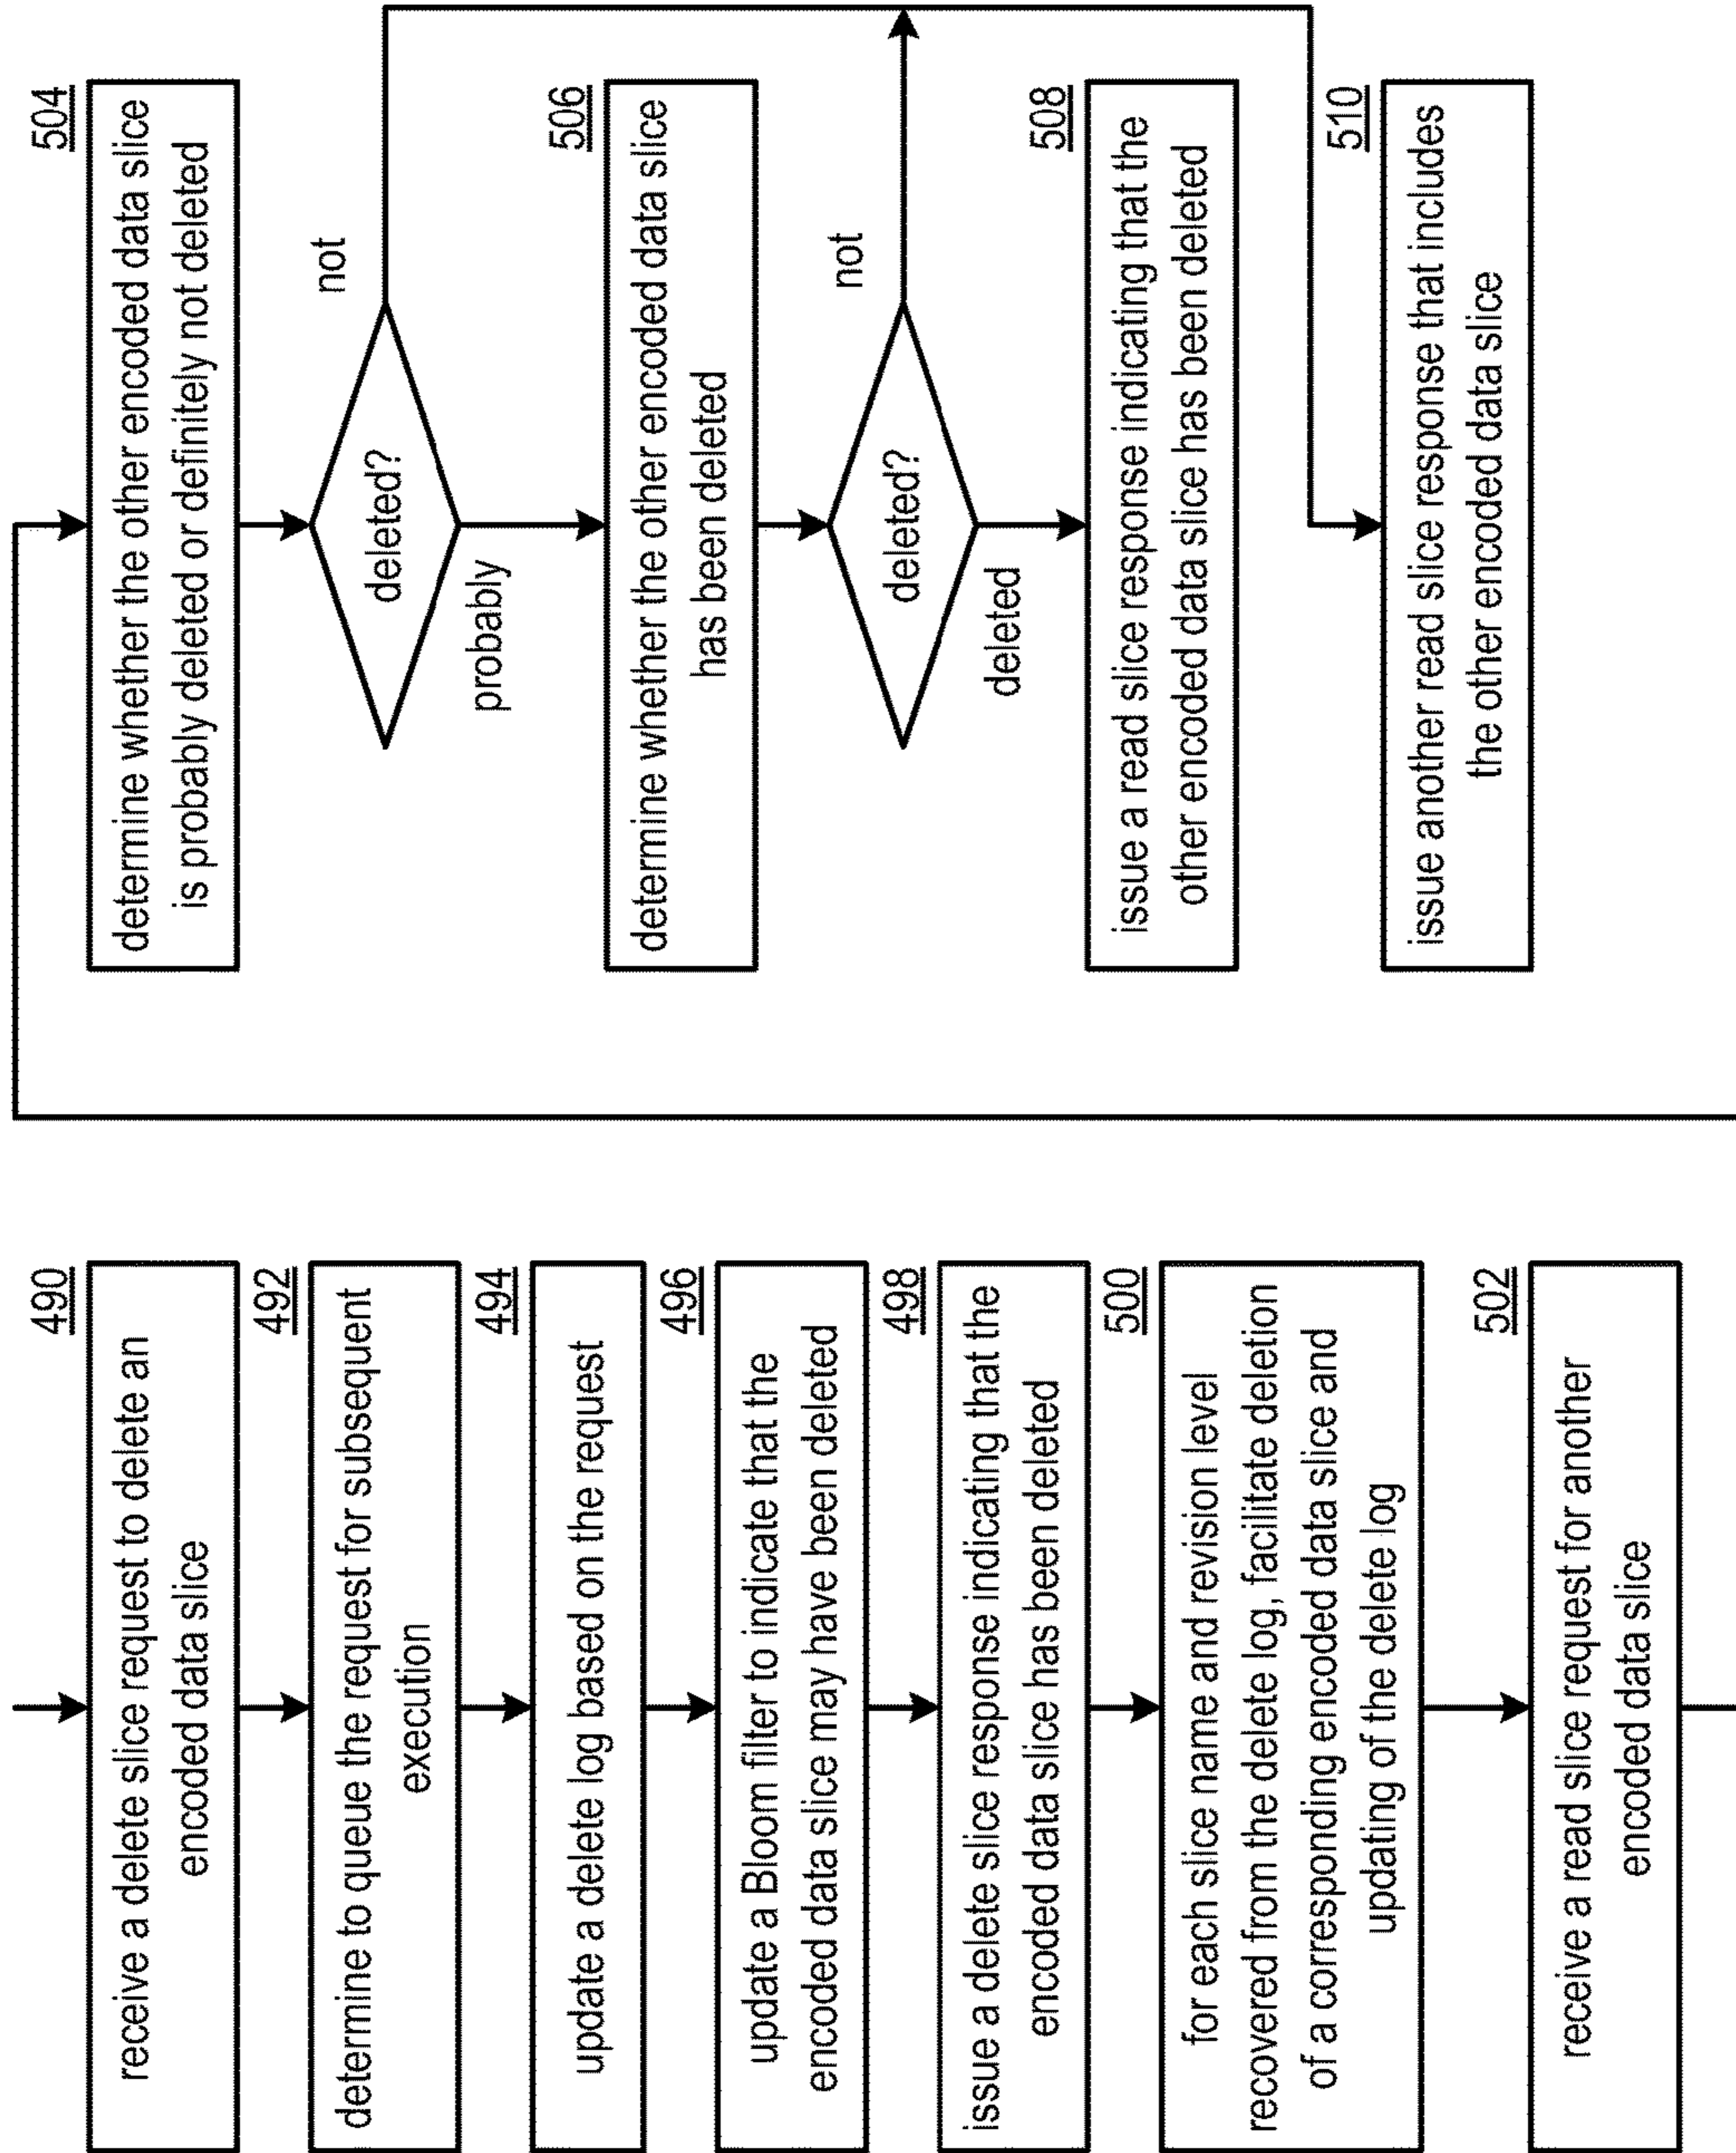 490
receive a delete slice request to delete an
encoded data slice
492
determine to queue the request for subsequent
execution
494
update a delete log based on the request
496
update a Bloom filter to indicate that the
encoded data slice may have been deleted
498
issue a delete slice response indicating that the
encoded data slice has been deleted
500
for each slice name and revision level
recovered from the delete log, facilitate deletion
of a corresponding encoded data slice and
updating of the delete log
502
receive a read slice request for another
encoded data slice
504
determine whether the other encoded data slice
is probably deleted or definitely not deleted
deleted?
not
probably
506
determine whether the other encoded data slice
has been deleted
deleted?
not
deleted
508
issue a read slice response indicating that the
other encoded data slice has been deleted
510
issue another read slice response that includes
the other encoded data slice